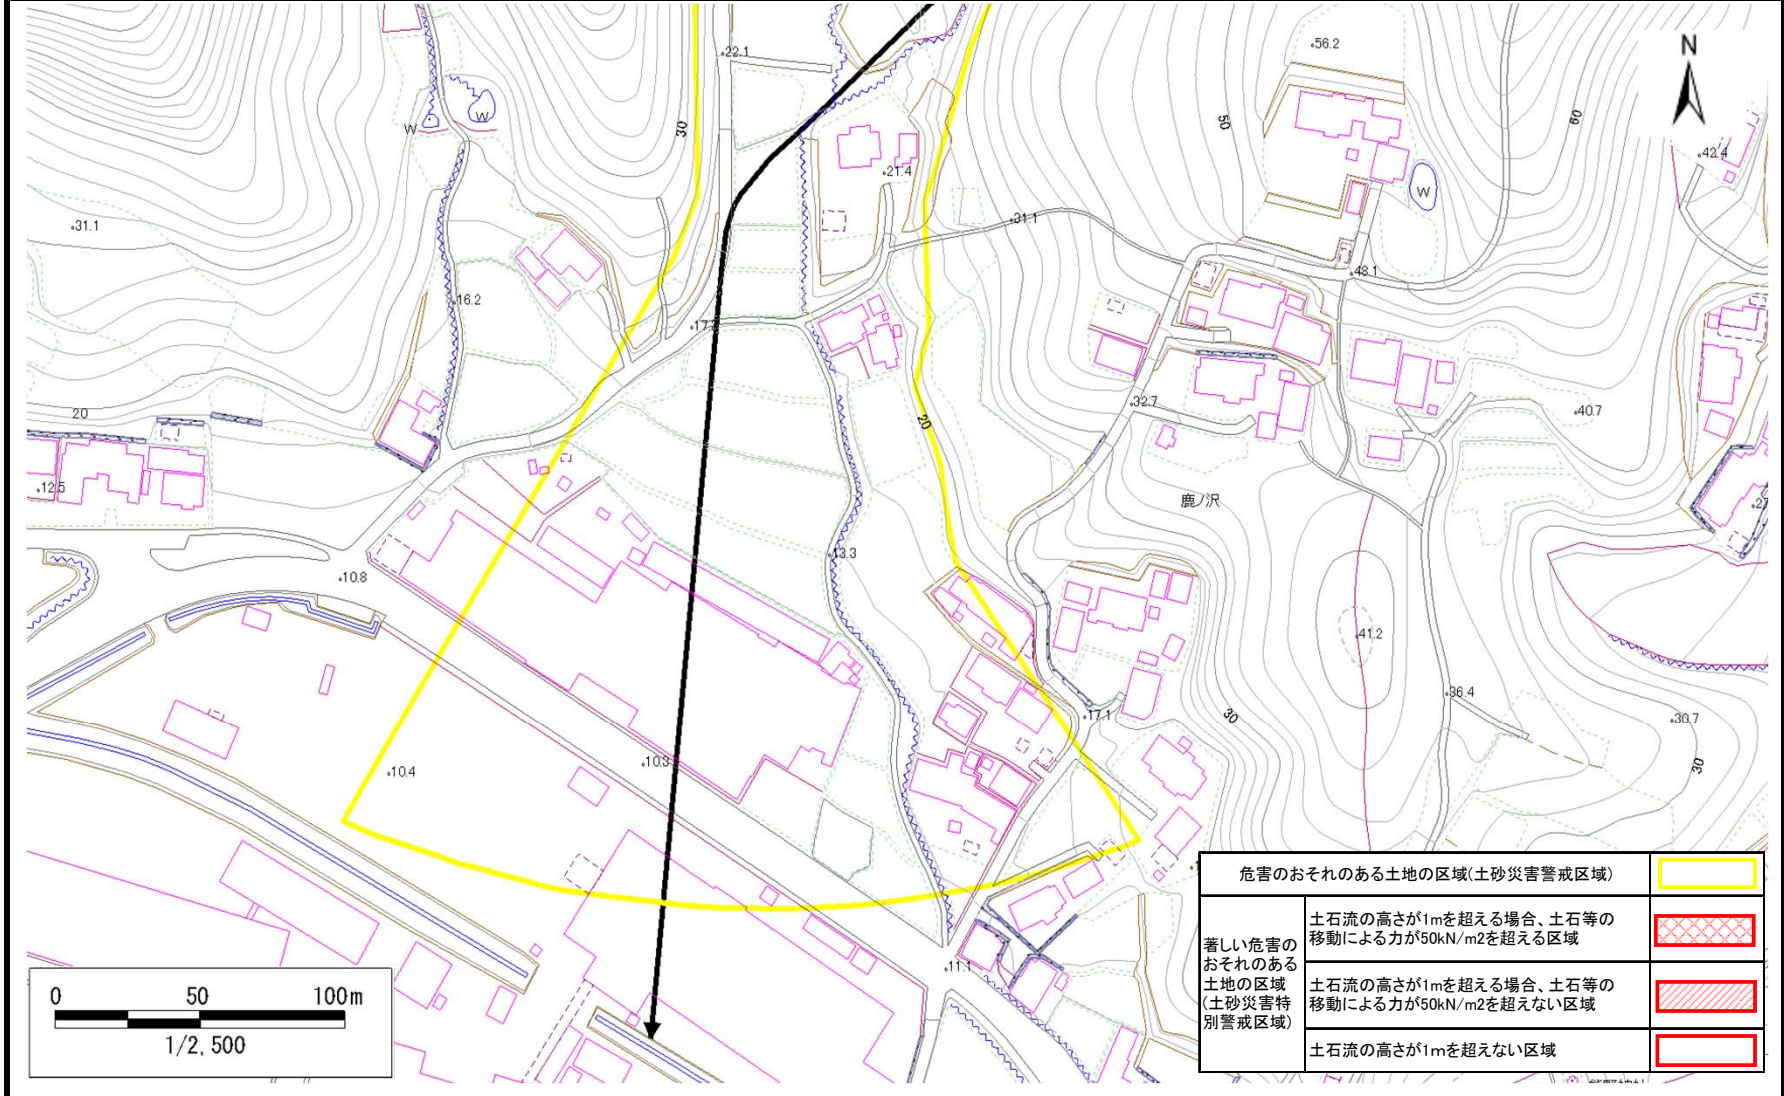 N
22.1
56.2
30
50
60
42.4
W
W
21.4
W
31.1
31.1
48.1
16.2
17.
20
20
32.7
40.7
12.5
鹿ノ沢
27
13.3
10.8
41.2
36.4
17.1
30
30.7
30
10.4
10.3
11.1
0 50 100m
1/2,500
危害のおそれのある土地の区域(土砂災害警戒区域)
著しい危害の
おそれのある
土地の区域
(土砂災害特
別警戒区域)
土石流の高さが1mを超える場合、土石等の
移動による力が50kN/m2を超える区域
土石流の高さが1mを超える場合、土石等の
移動による力が50kN/m2を超えない区域
土石流の高さが1mを超えない区域